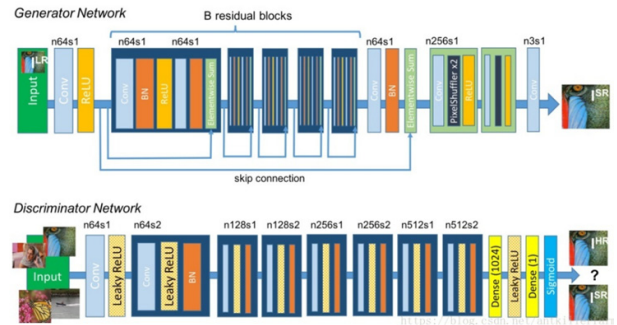 Generator Network
B residual blocks
n64s1
n64s1 n64s1
n64s1
n256s1
n3s1
I LR
Input
Conv
ReLU
Conv
BN
ReLU
Elementwise Sum
Conv
BN
Elementwise Sum
Conv
PixelShuffler x2
ReLU
Conv
I SR
skip connection
Discriminator Network
n64s1 n64s2 n128s1 n128s2 n256s1 n256s2 n512s1 n512s2
Input
Conv
Leaky ReLU
Conv
Leaky ReLU
BN
Dense (1024)
Leaky ReLU
Dense (1)
Sigmoid
I HR
?
I SR